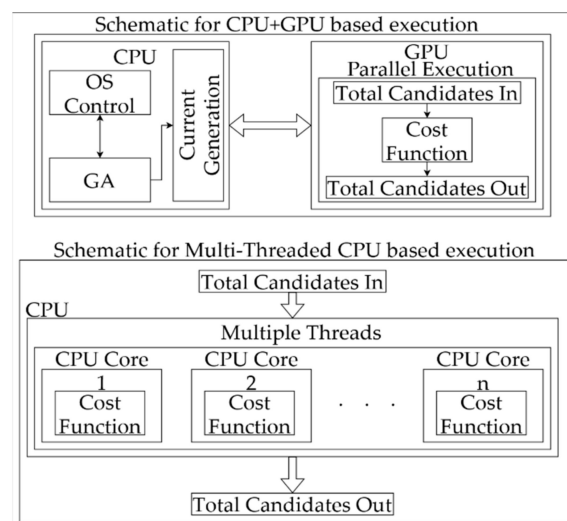 Schematic for CPU+GPU based execution
CPU
OS
Control
GA
Current
Generation
GPU
Parallel Execution
Total Candidates In
Cost
Function
Total Candidates Out
Schematic for Multi-Threaded CPU based execution
Total Candidates In
CPU
Multiple Threads
CPU Core
1
Cost
Function
CPU Core
2
Cost
Function
. . .
CPU Core
n
Cost
Function
Total Candidates Out